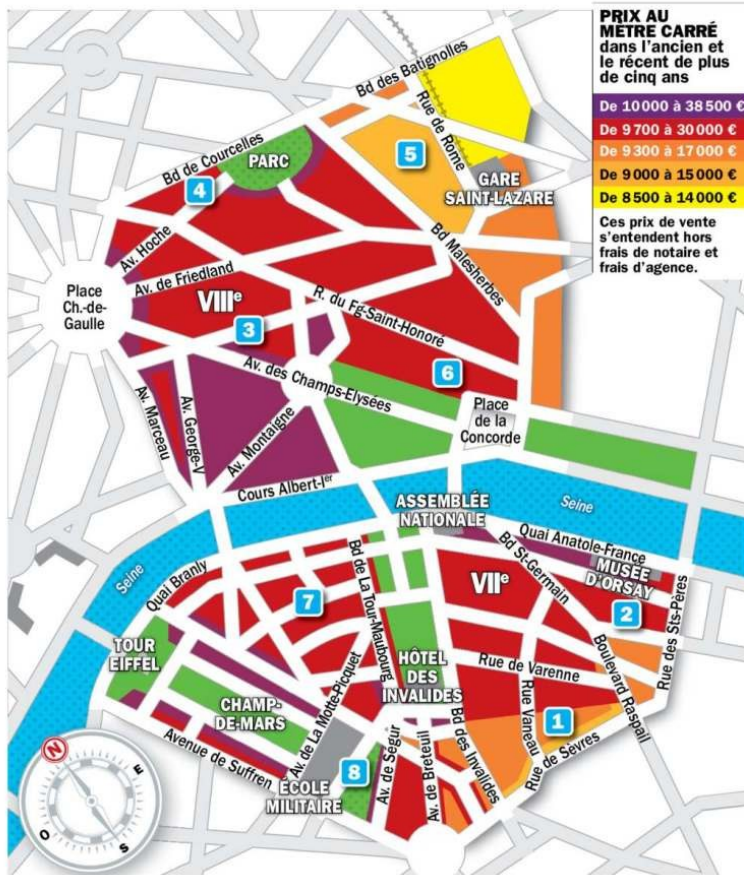 PRIX AU
MÈTRE CARRÉ
dans l'ancien et
le récent de plus
de cinq ans
De 10 000 à 38 500 €
De 9 700 à 30 000 €
De 9 300 à 17 000 €
De 9 000 à 15 000 €
De 8 500 à 14 000 €
Ces prix de vente
s'entendent hors
frais de notaire et
frais d'agence.
Bd des Batignolles
Rue de Rome
Bd de Courcelles
PARC
5
4
GARE
SAINT-LAZARE
Av. Hoche
Bd Malesherbes
Av. de Friedland
Place
Ch.-de-
Gaulle
VIIIe
R. du Fg-Saint-Honoré
3
6
Av. des Champs-Elysées
Av. Marceau
Av. George-V
Av. Montaigne
Place
de la
Concorde
Cours Albert-Ier
ASSEMBLÉE
NATIONALE
Seine
Quai Anatole-France
Seine
Quai Branly
Bd de La Tour-Maubourg
Bd St-Germain
MUSÉE
D'ORSAY
VIIe
7
2
TOUR
EIFFEL
HÔTEL
DES
INVALIDES
Rue de Varenne
Boulevard Raspail
Rue des Sts-Pères
CHAMP-
DE-MARS
Av. de La Motte-Picquet
Rue Vaneau
1
Avenue de Suffren
Av. de Ségur
Av. de Breteuil
Bd des Invalides
Rue de Sèvres
8
ÉCOLE
MILITAIRE
N
E
O
S